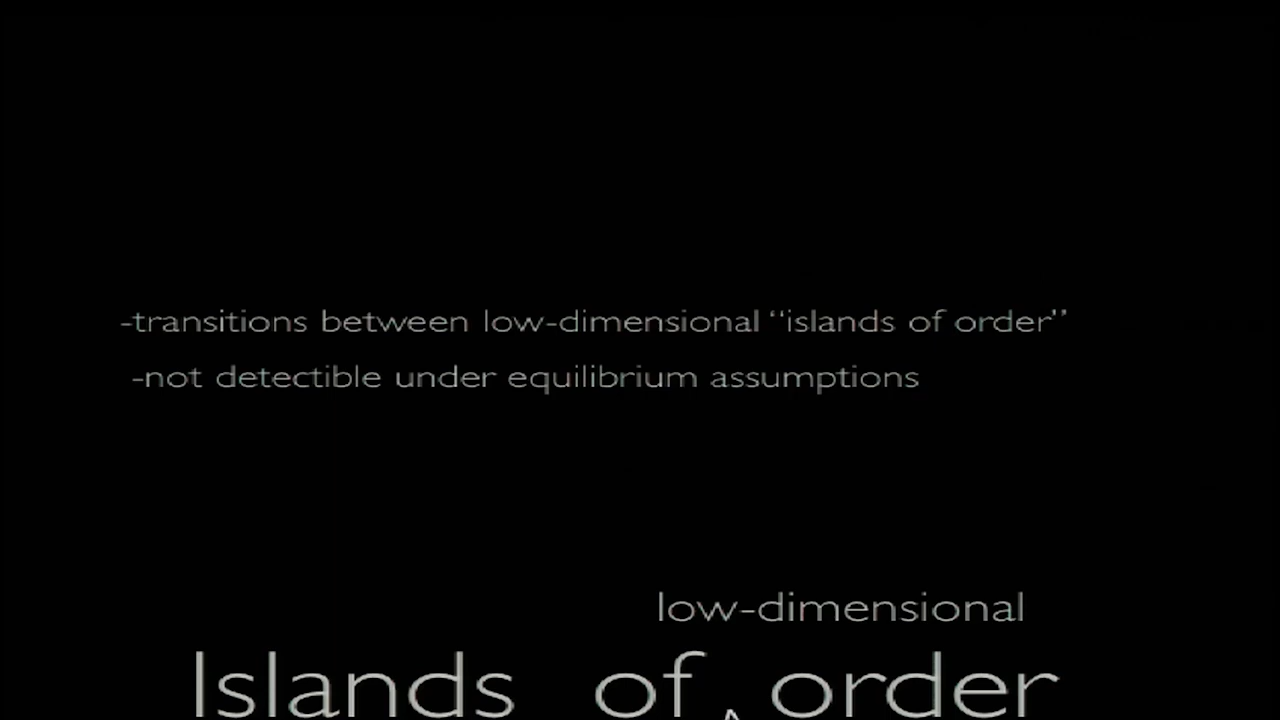 -transitions between low-dimensional “islands of order”
-not detectible under equilibrium assumptions
low-dimensional
Islands of order